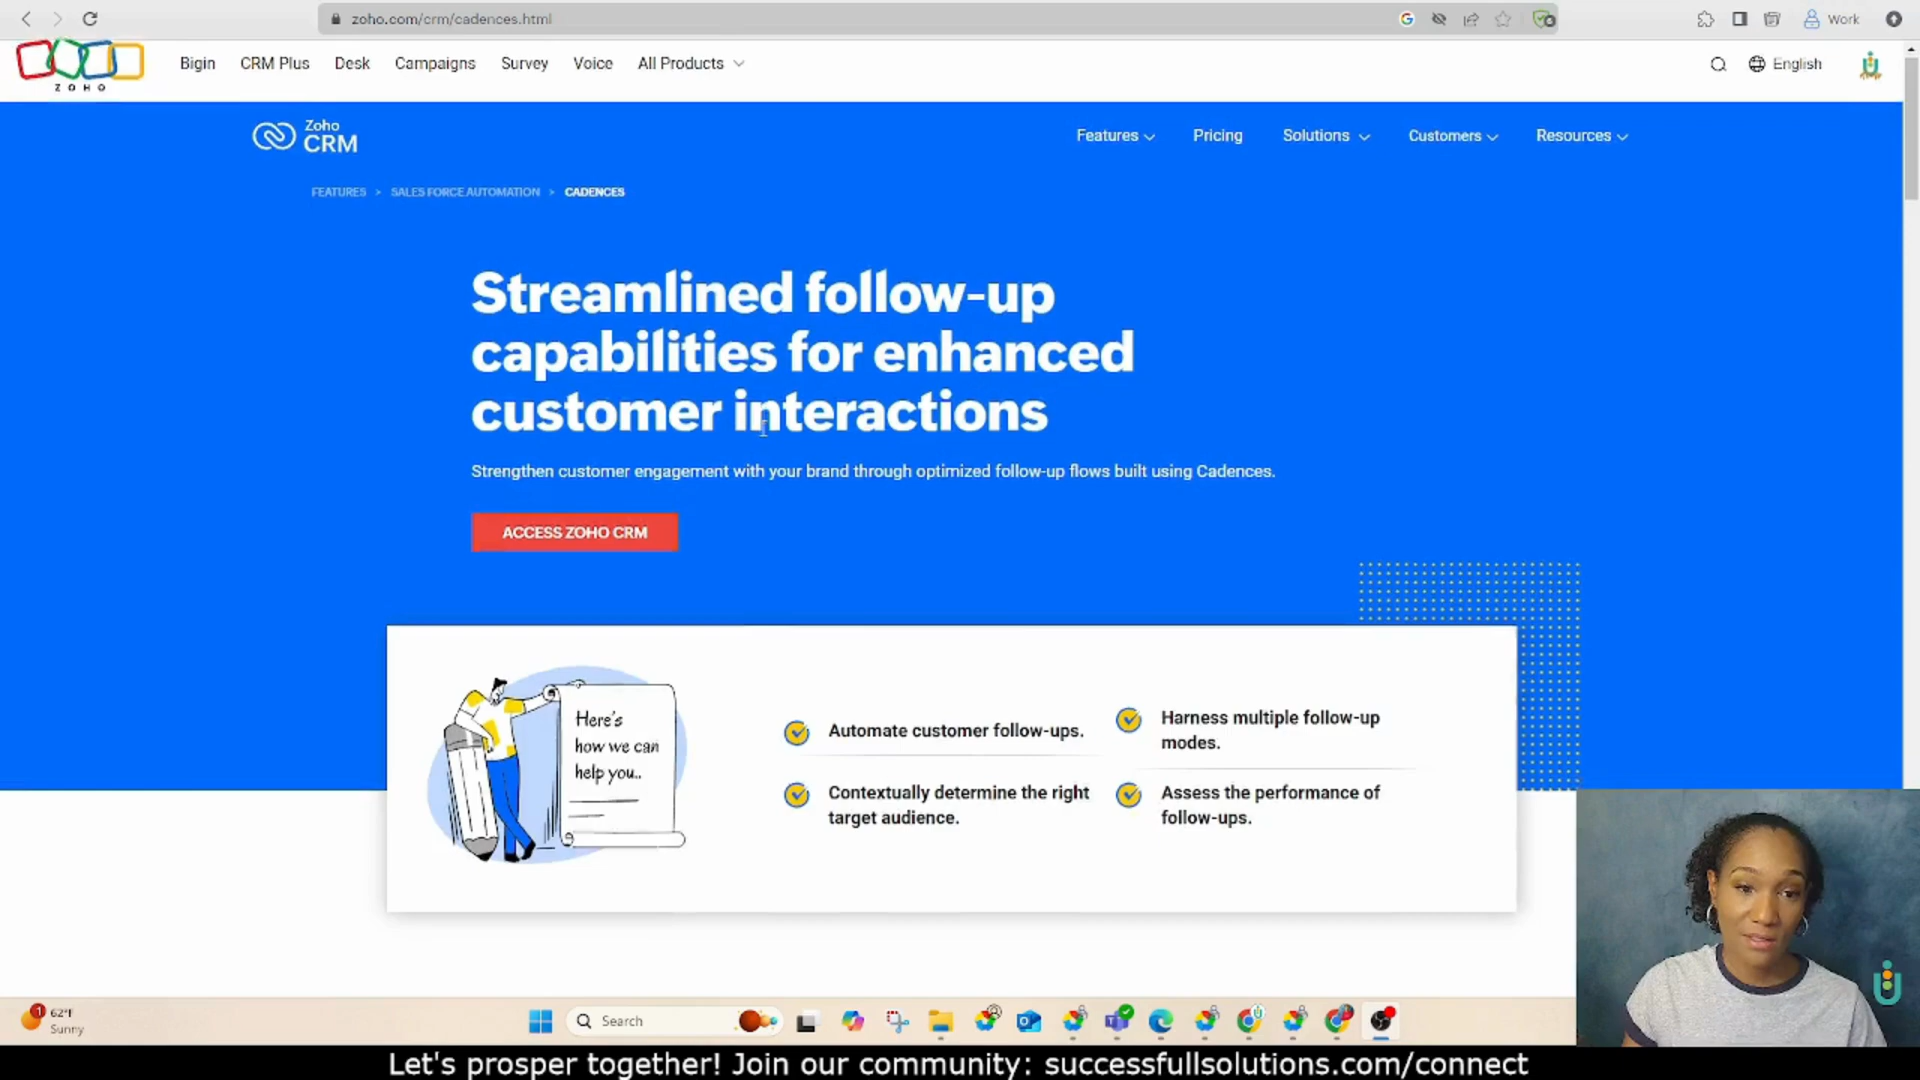 zoho.com/crm/cadences.html
Work
ZOHO
Bigin CRM Plus Desk Campaigns Survey Voice All Products
English
Zoho
CRM
Features Pricing Solutions Customers Resources
FEATURES > SALES FORCE AUTOMATION > CADENCES
Streamlined follow-up
capabilities for enhanced
customer interactions
Strengthen customer engagement with your brand through optimized follow-up flows built using Cadences.
ACCESS ZOHO CRM
Here's
how we can
help you..
Automate customer follow-ups.
Harness multiple follow-up
modes.
Contextually determine the right
target audience.
Assess the performance of
follow-ups.
1
62°F
Sunny
Search
Let's prosper together! Join our community: successfullsolutions.com/connect